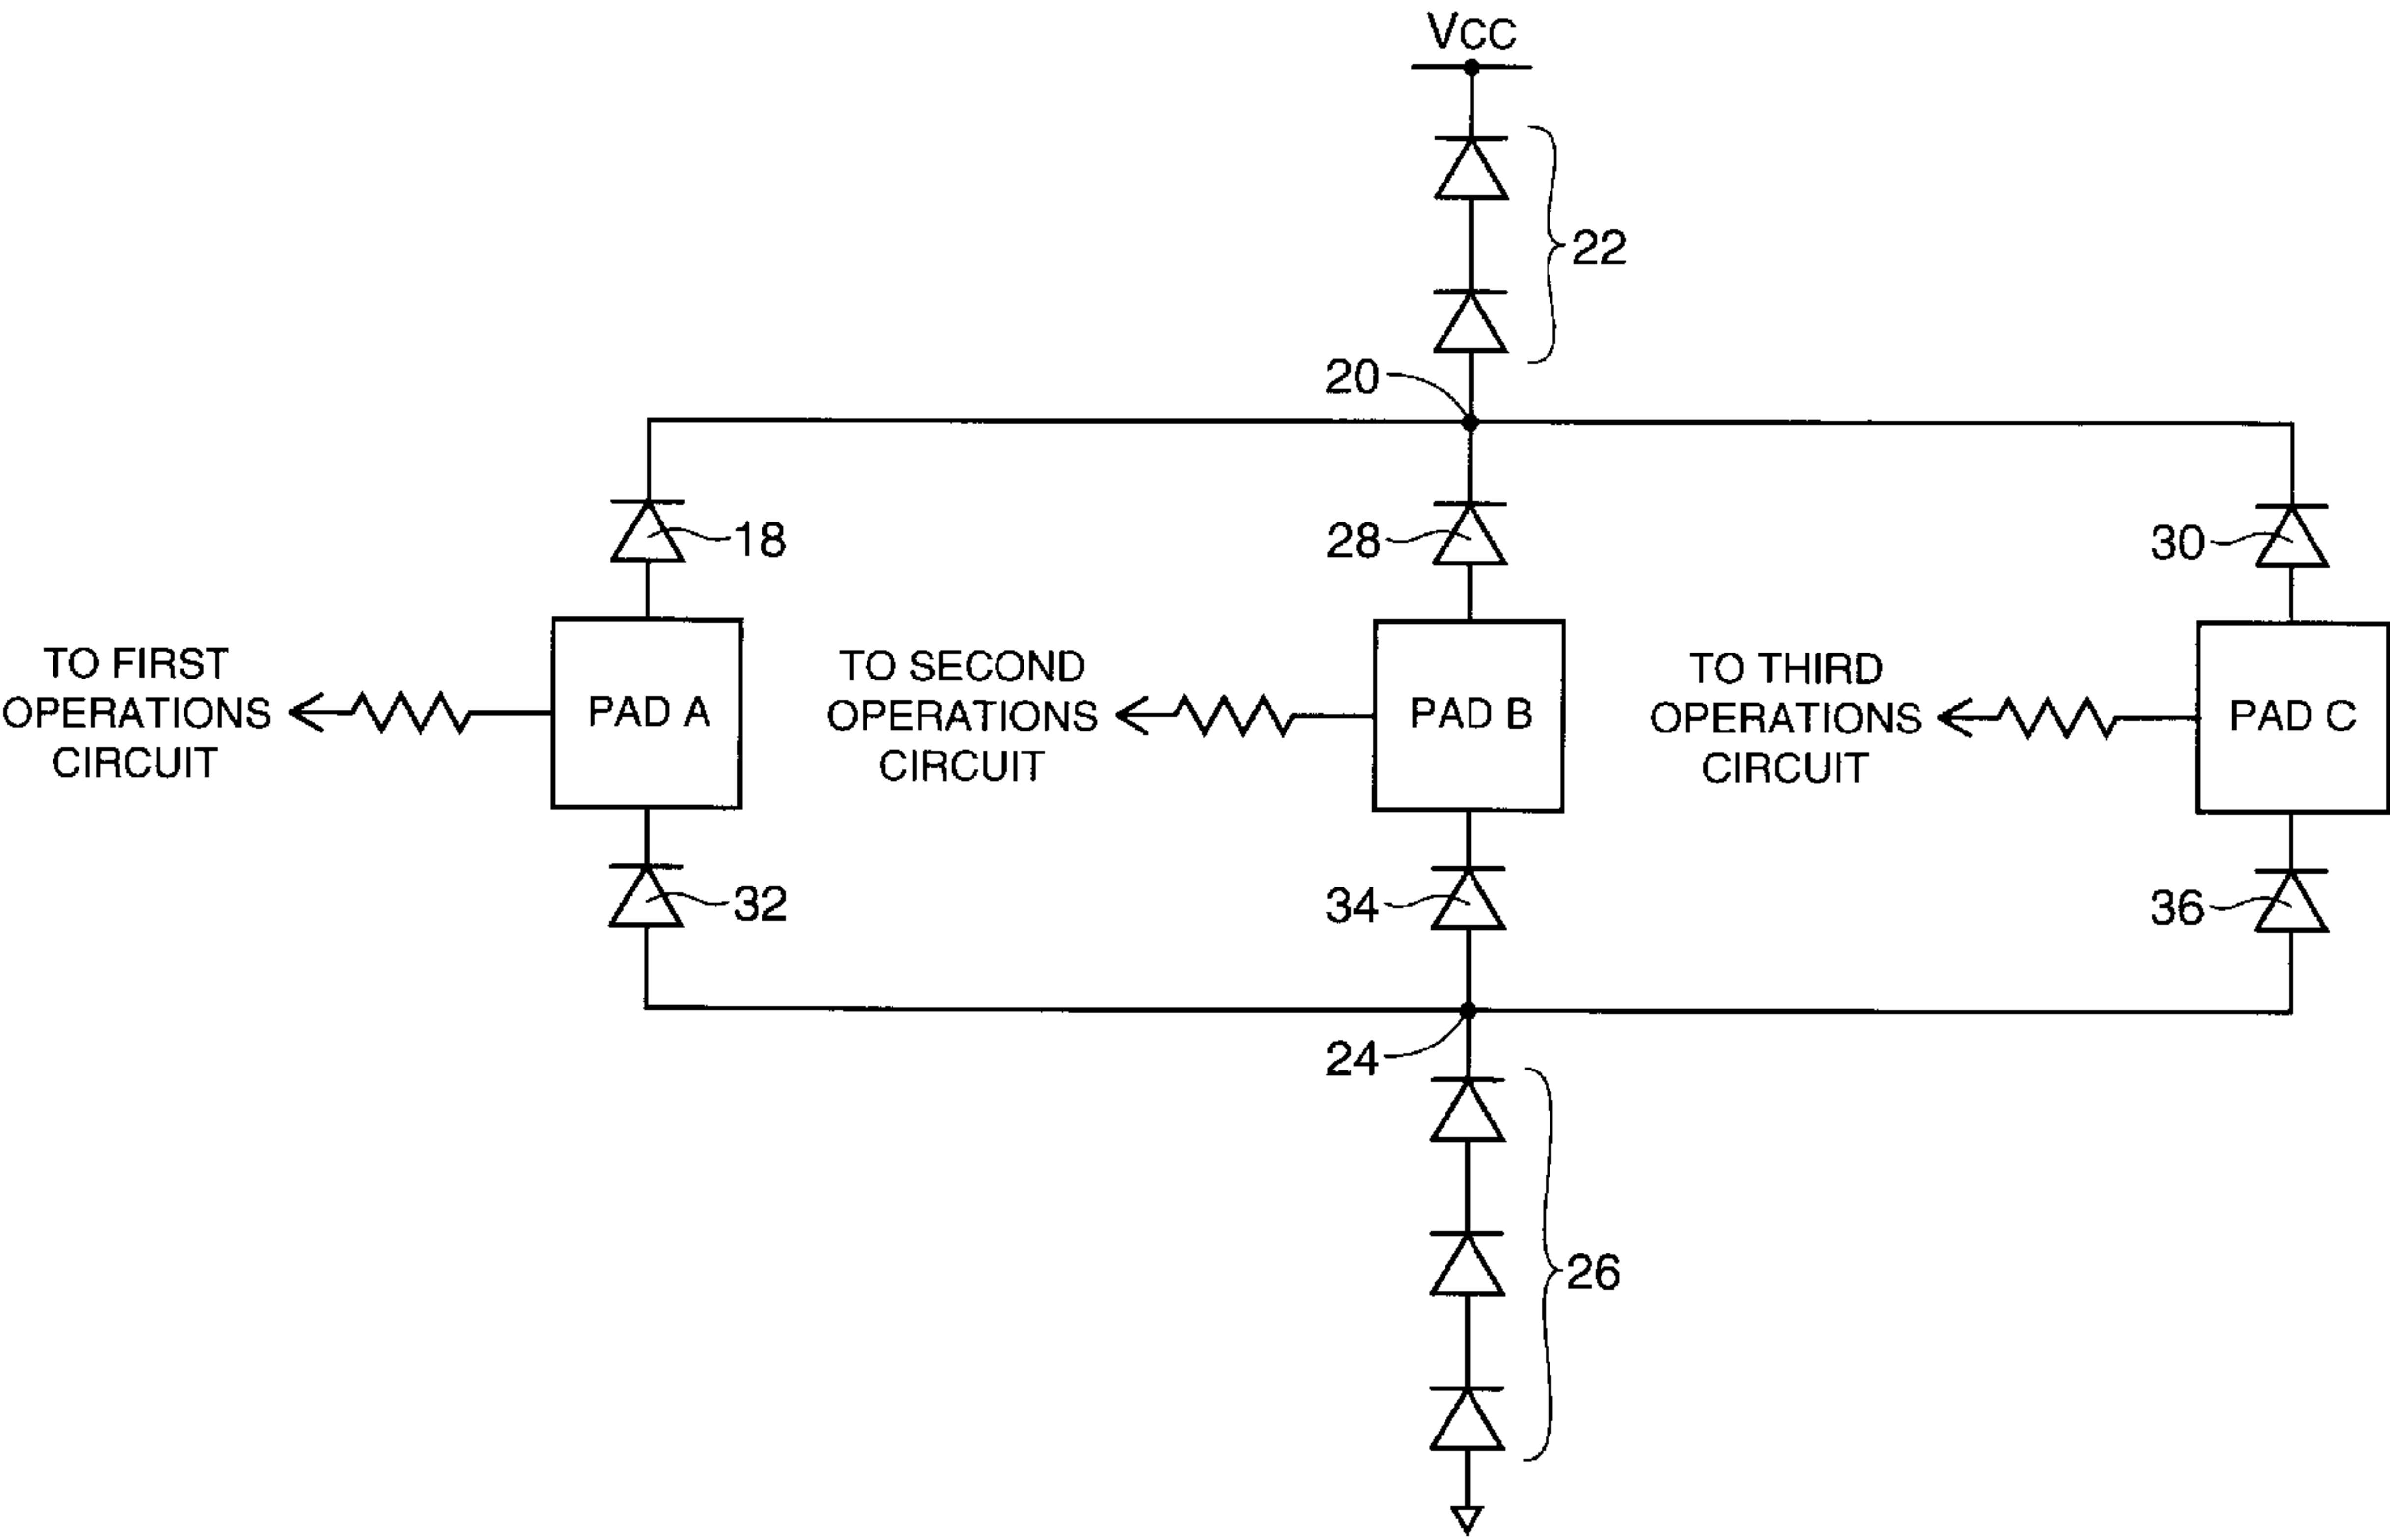 VCC
22
20
18
28
30
TO FIRST
OPERATIONS
CIRCUIT
PAD A
TO SECOND
OPERATIONS
CIRCUIT
PAD B
TO THIRD
OPERATIONS
CIRCUIT
PAD C
32
34
36
24
26